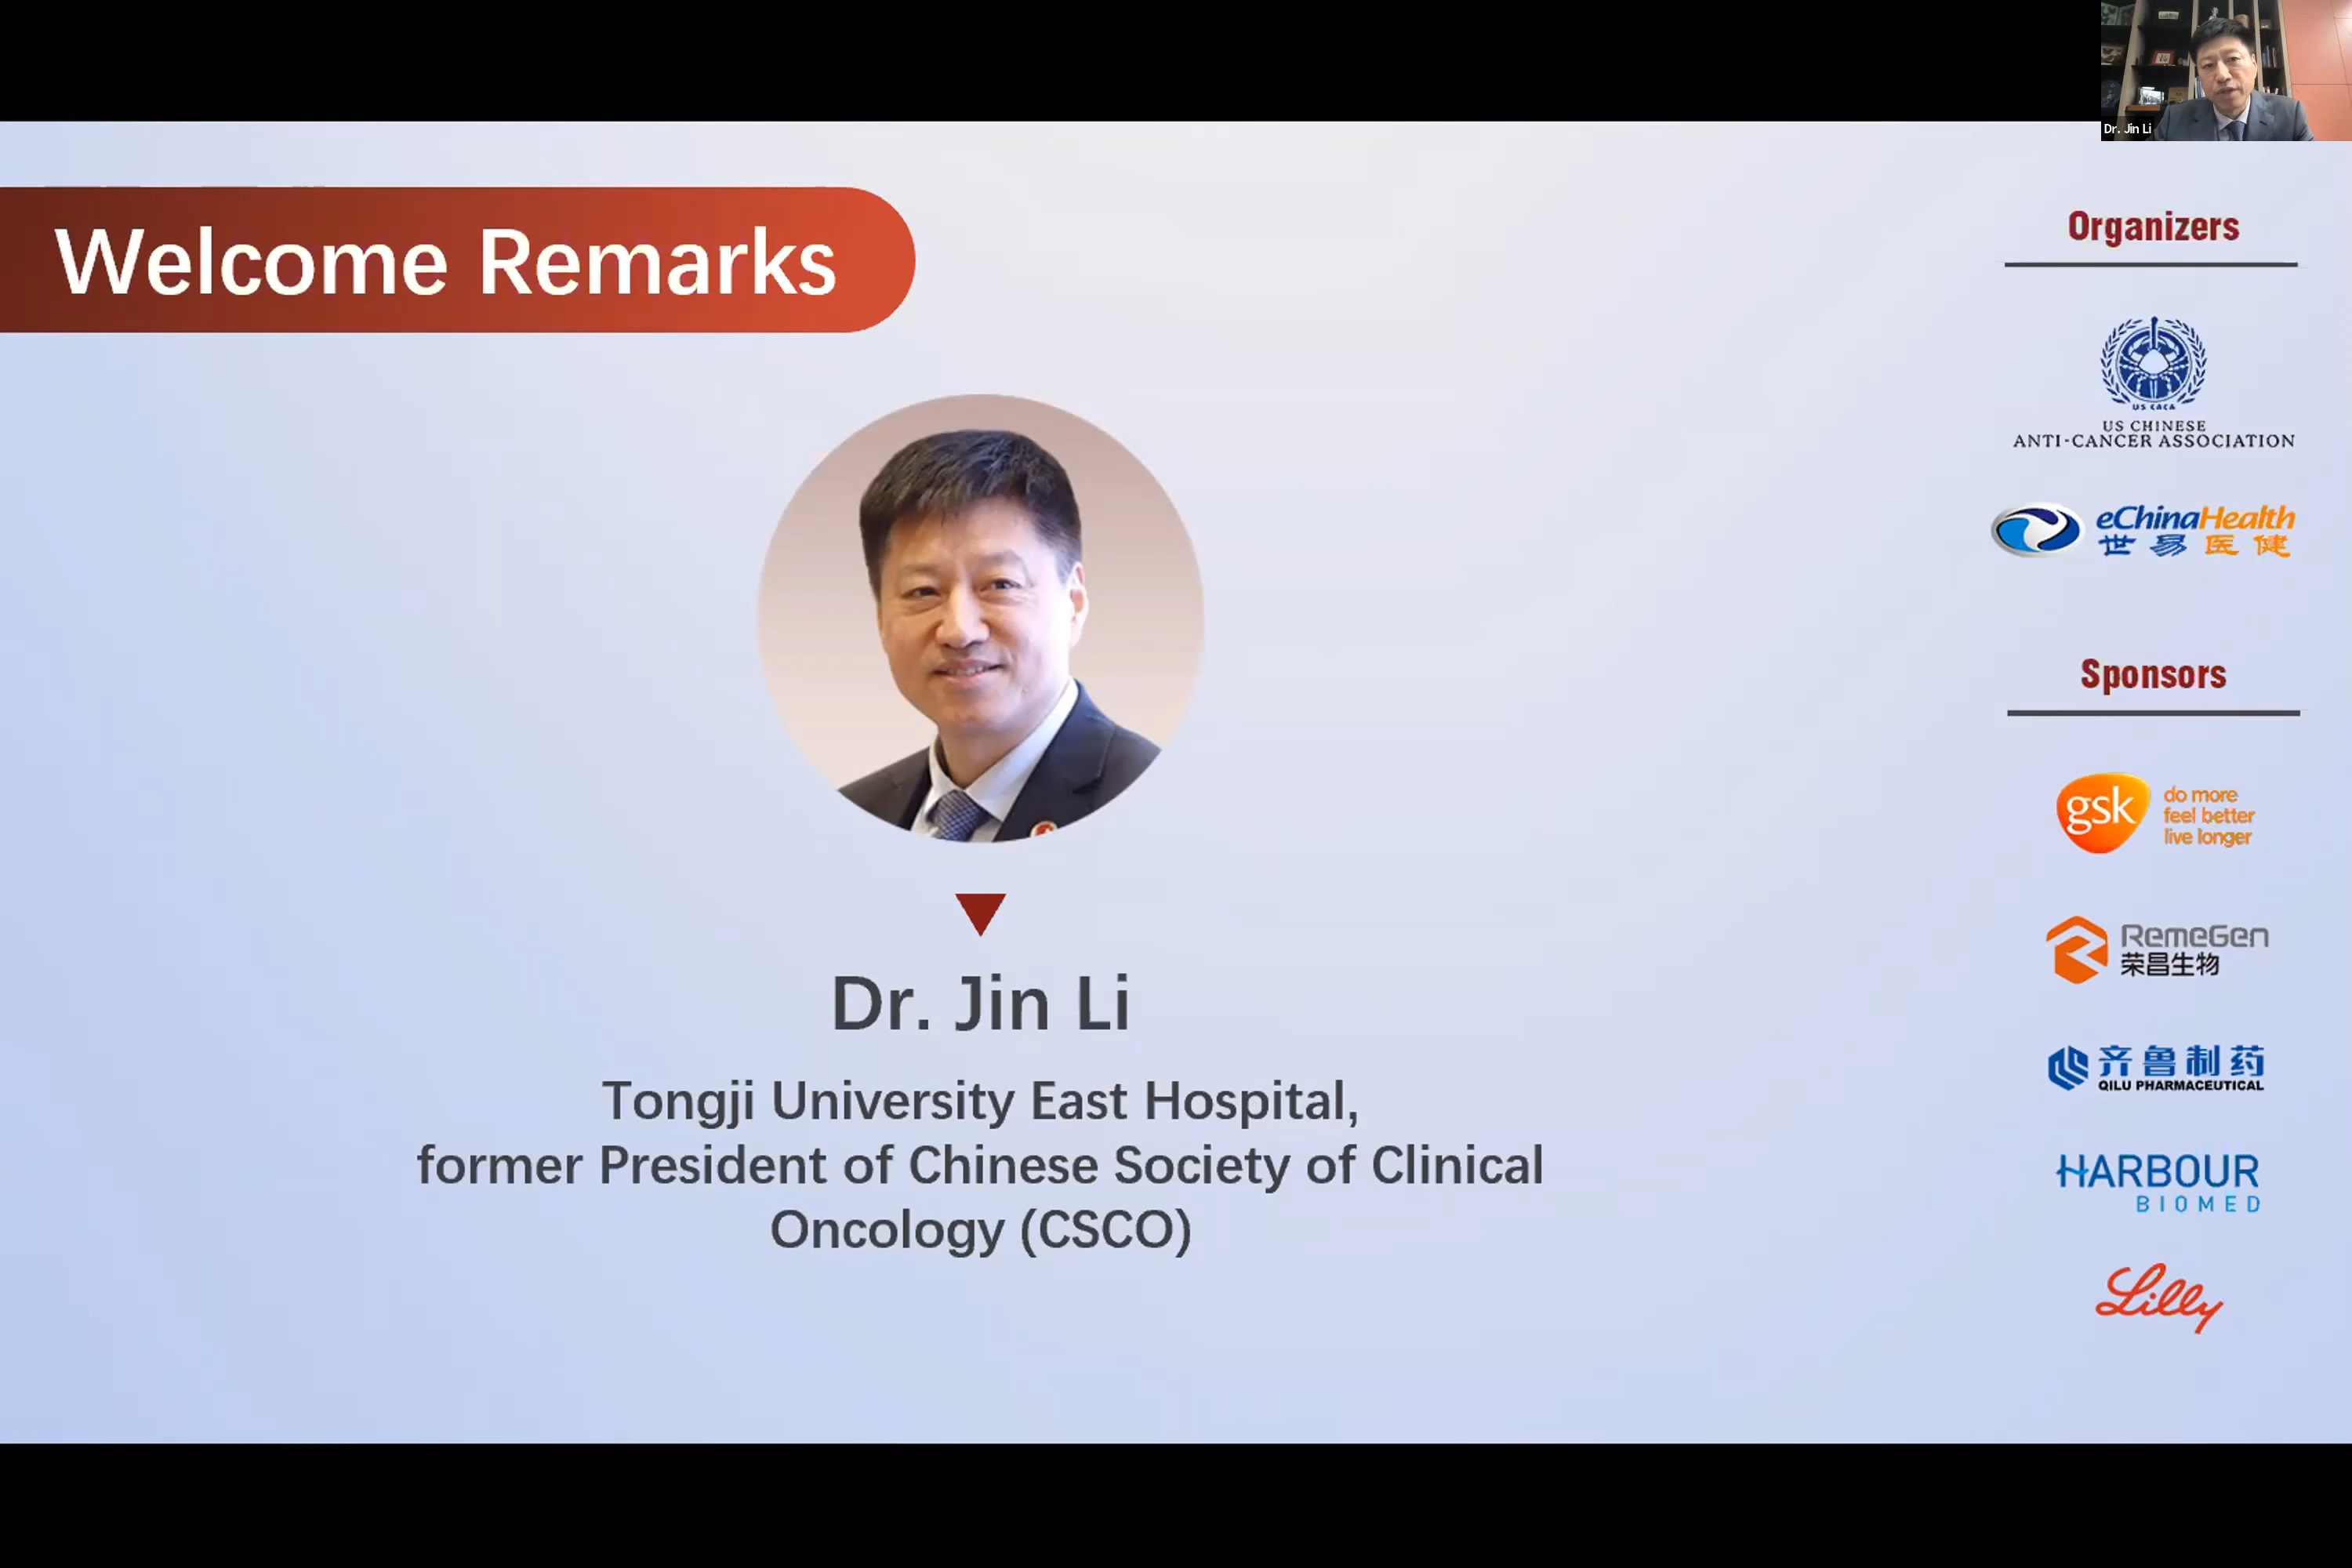 Dr. Jin Li
Welcome Remarks
Dr. Jin Li
Tongji University East Hospital,
former President of Chinese Society of Clinical
Oncology (CSCO)
Organizers
US CACA
US CHINESE
ANTI-CANCER ASSOCIATION
eChinaHealth
世易医健
Sponsors
gsk
do more
feel better
live longer
RemeGen
荣昌生物
齐鲁制药
QILU PHARMACEUTICAL
HARBOUR
BIOMED
Lilly